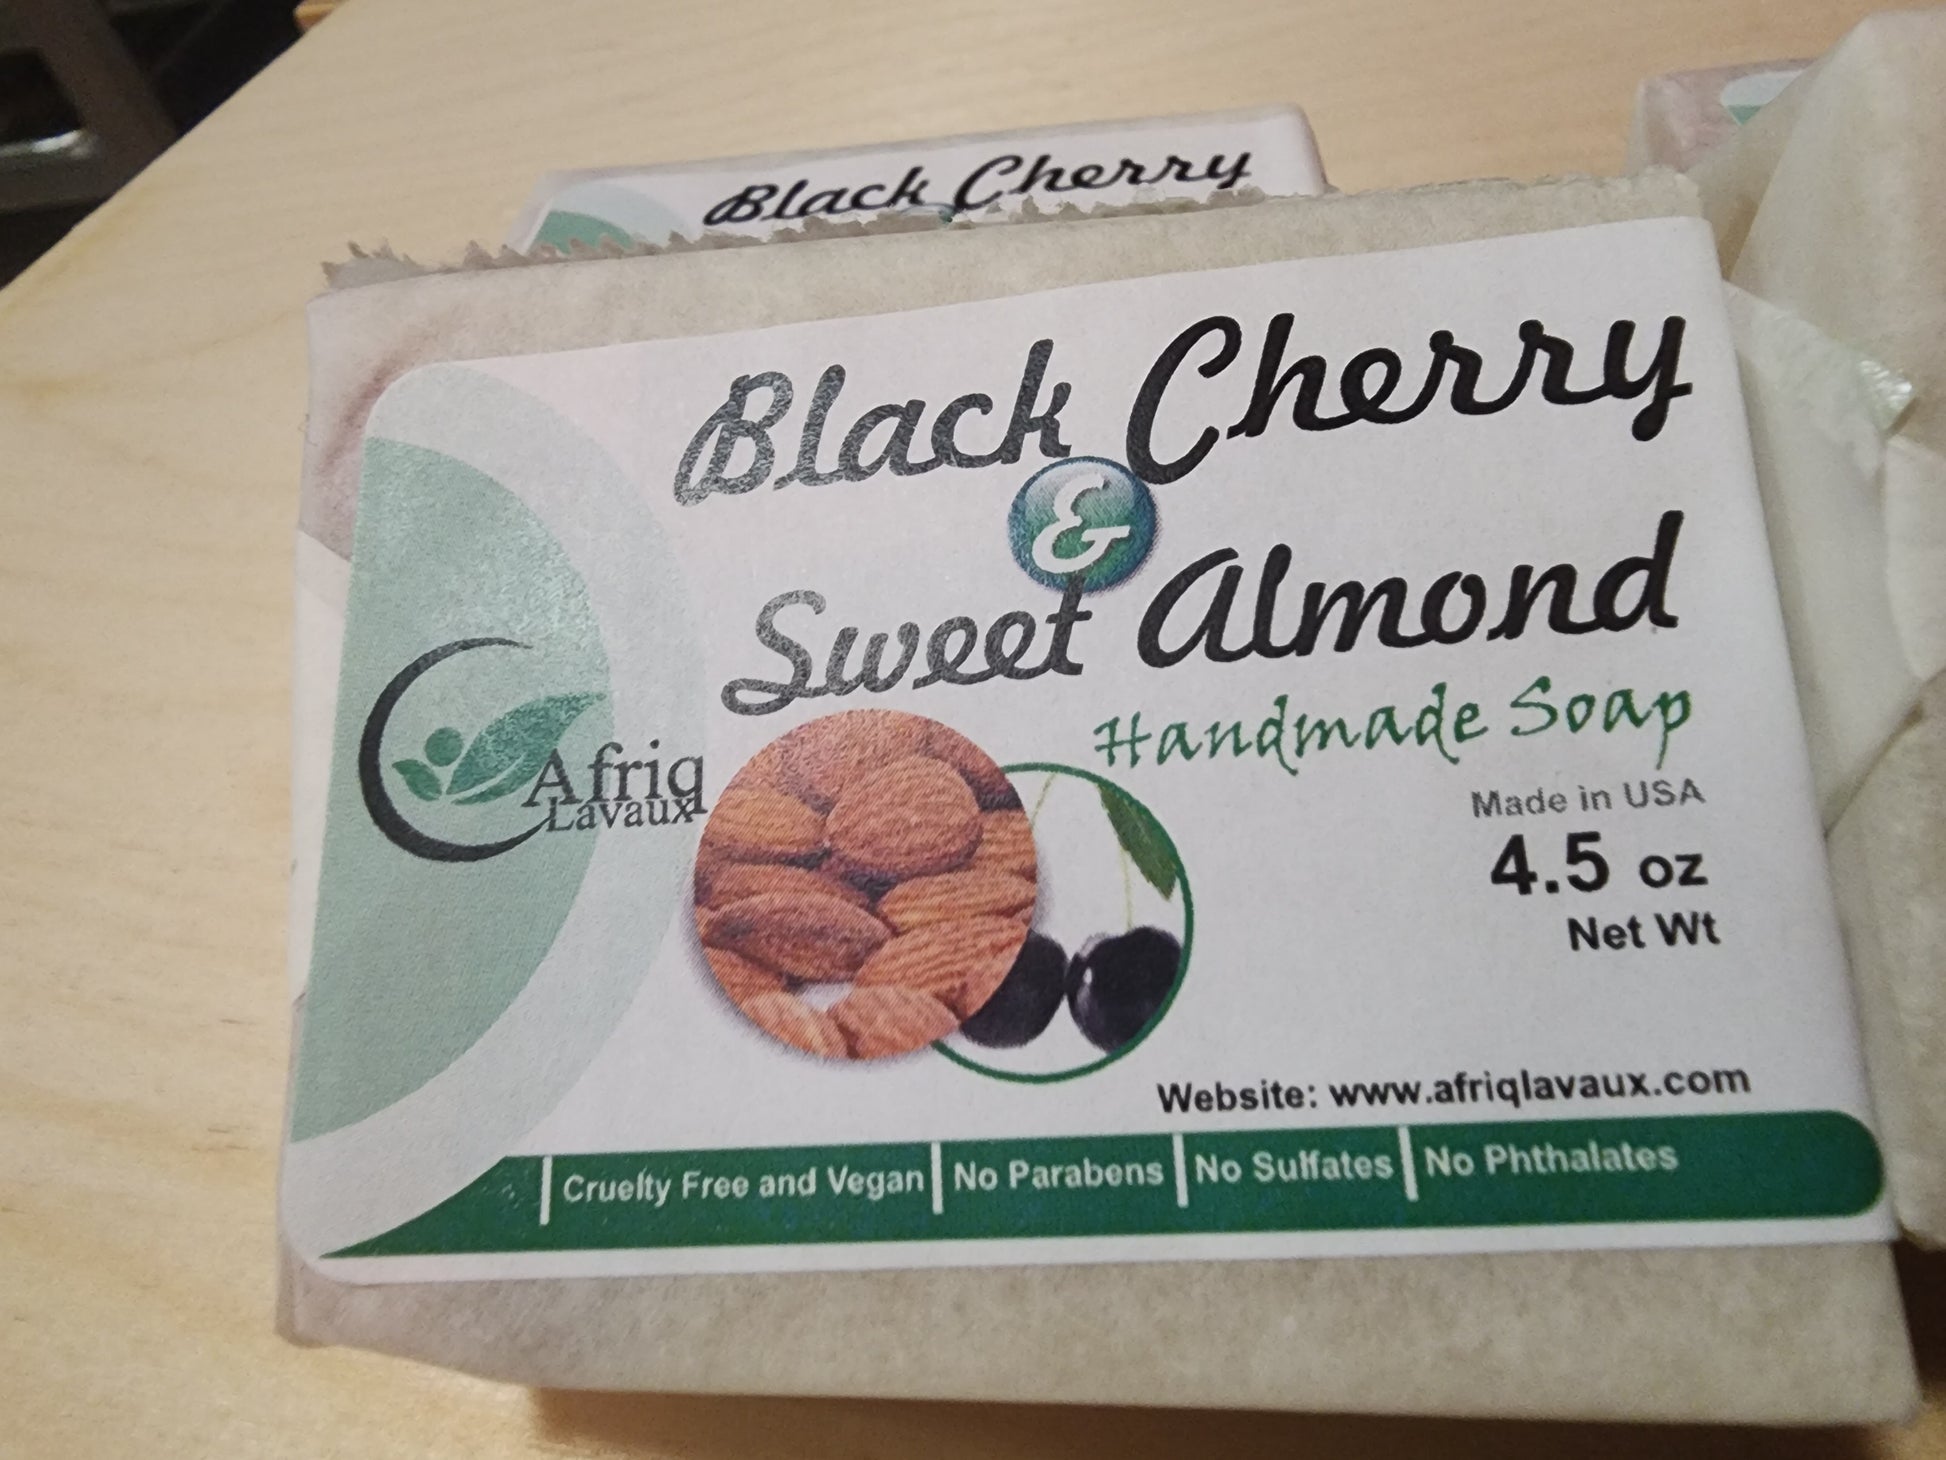 Black Cherry
Black Cherry
&
Sweet Almond
Handmade Soap
Afriq
Lavaux
Made in USA
4.5 oz
Net Wt
Website: www.afriqlavaux.com
Cruelty Free and Vegan | No Parabens | No Sulfates | No Phthalates